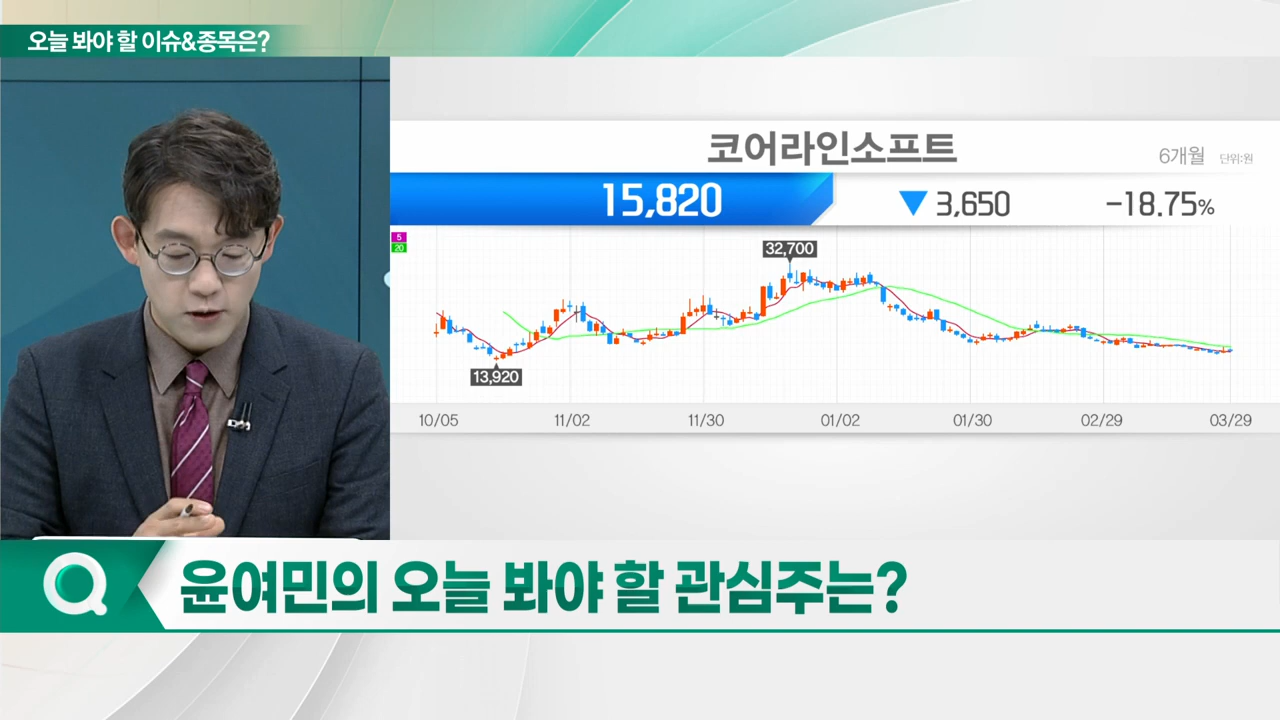 오늘 봐야 할 이슈&종목은?
코어라인소프트
6개월 단위:원
15,820 ▼ 3,650 -18.75%
5
20
32,700
13,920
10/05 11/02 11/30 01/02 01/30 02/29 03/29
윤여민의 오늘 봐야 할 관심주는?